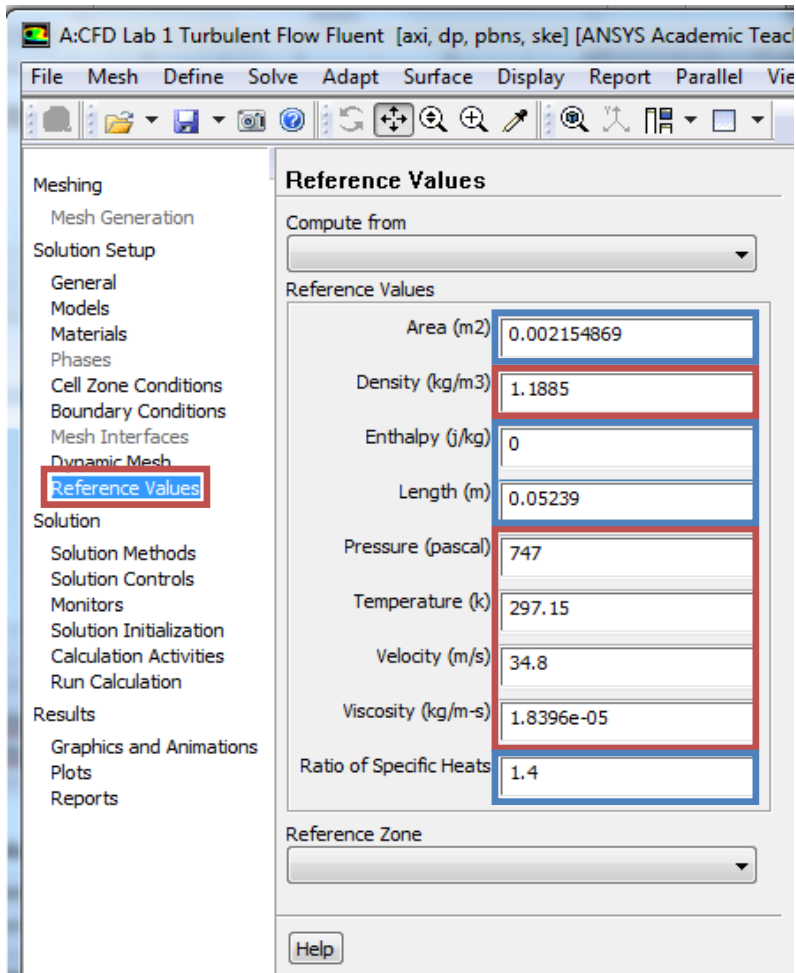 A:CFD Lab 1 Turbulent Flow Fluent [axi, dp, pbns, ske] [ANSYS Academic Teac
File Mesh Define Solve Adapt Surface Display Report Parallel Vie
Meshing
Mesh Generation
Solution Setup
General
Models
Materials
Phases
Cell Zone Conditions
Boundary Conditions
Mesh Interfaces
Dynamic Mesh
Reference Values
Solution
Solution Methods
Solution Controls
Monitors
Solution Initialization
Calculation Activities
Run Calculation
Results
Graphics and Animations
Plots
Reports
Reference Values
Compute from
Reference Values
Area (m2) 0.002154869
Density (kg/m3) 1.1885
Enthalpy (j/kg) 0
Length (m) 0.05239
Pressure (pascal) 747
Temperature (k) 297.15
Velocity (m/s) 34.8
Viscosity (kg/m-s) 1.8396e-05
Ratio of Specific Heats 1.4
Reference Zone
Help